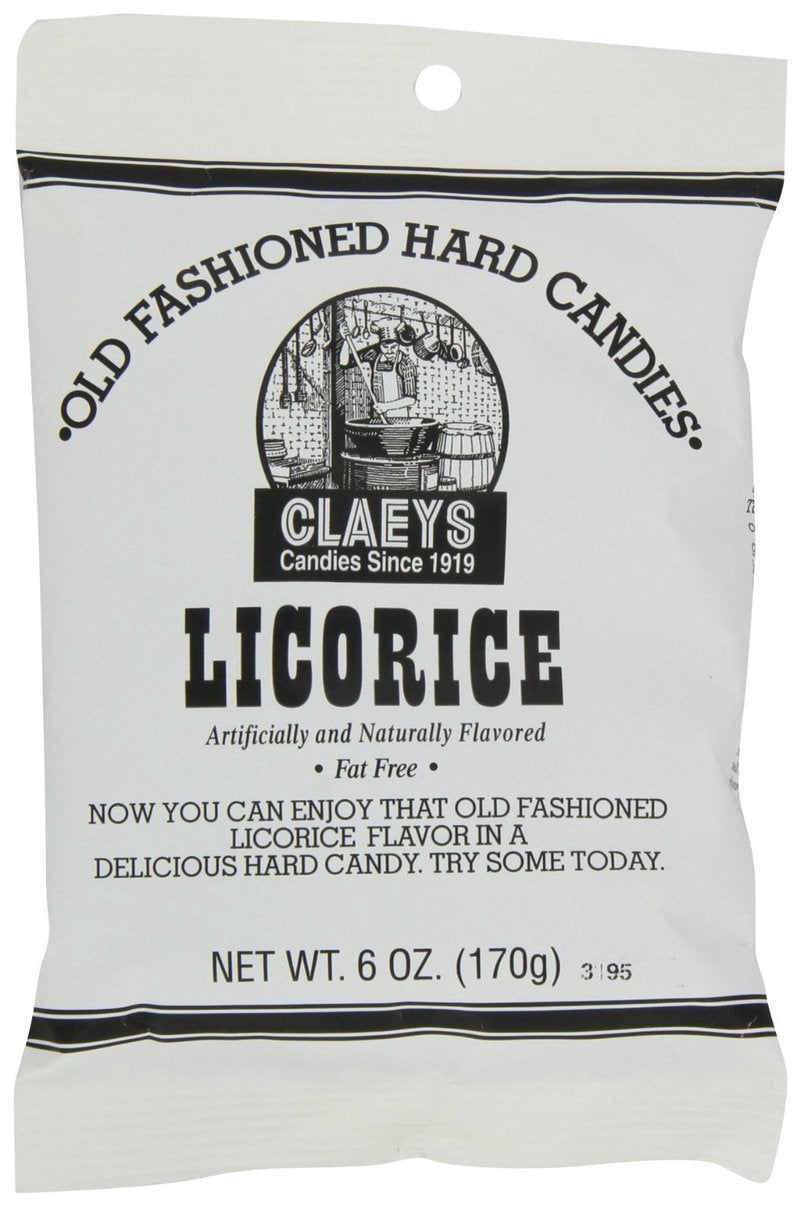 •OLD FASHIONED HARD CANDIES•
CLAEYS
Candies Since 1919
LICORICE
Artificially and Naturally Flavored
• Fat Free •
NOW YOU CAN ENJOY THAT OLD FASHIONED
LICORICE FLAVOR IN A
DELICIOUS HARD CANDY. TRY SOME TODAY.
NET WT. 6 OZ. (170g)